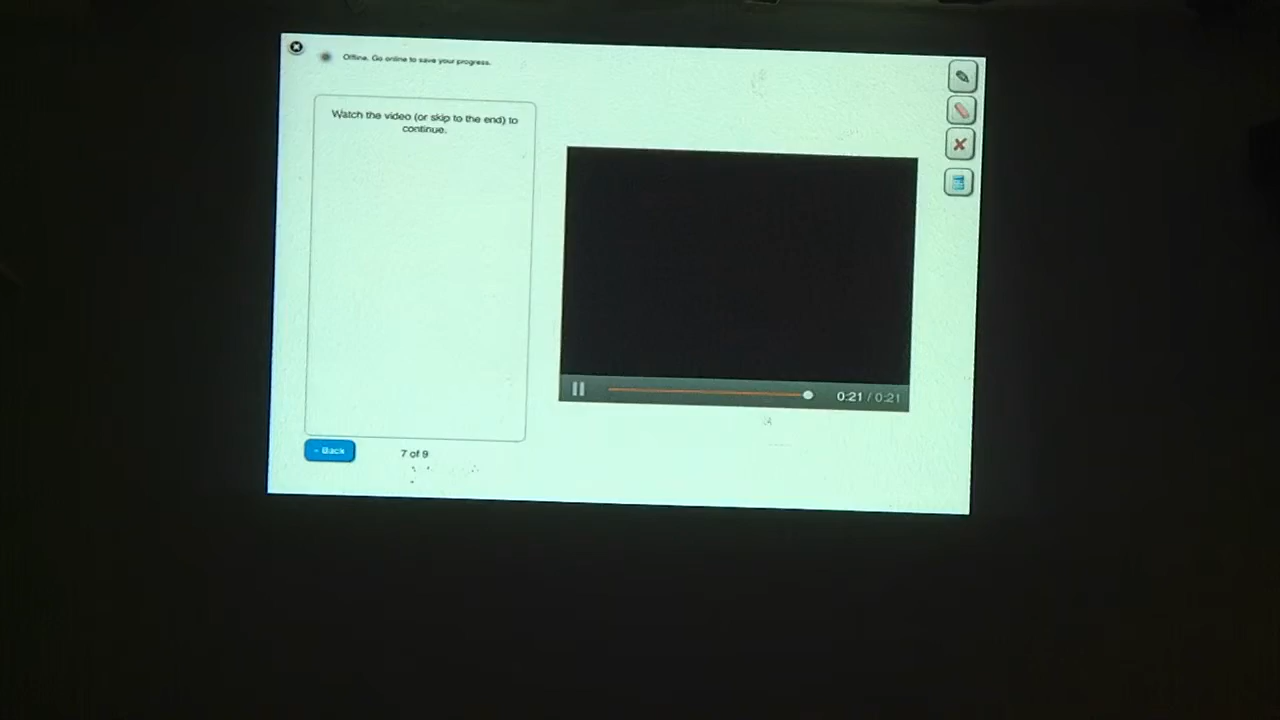 Offline. Go online to save your progress.
Watch the video (or skip to the end) to
continue.
0:21 / 0:21
- Back
7 of 9